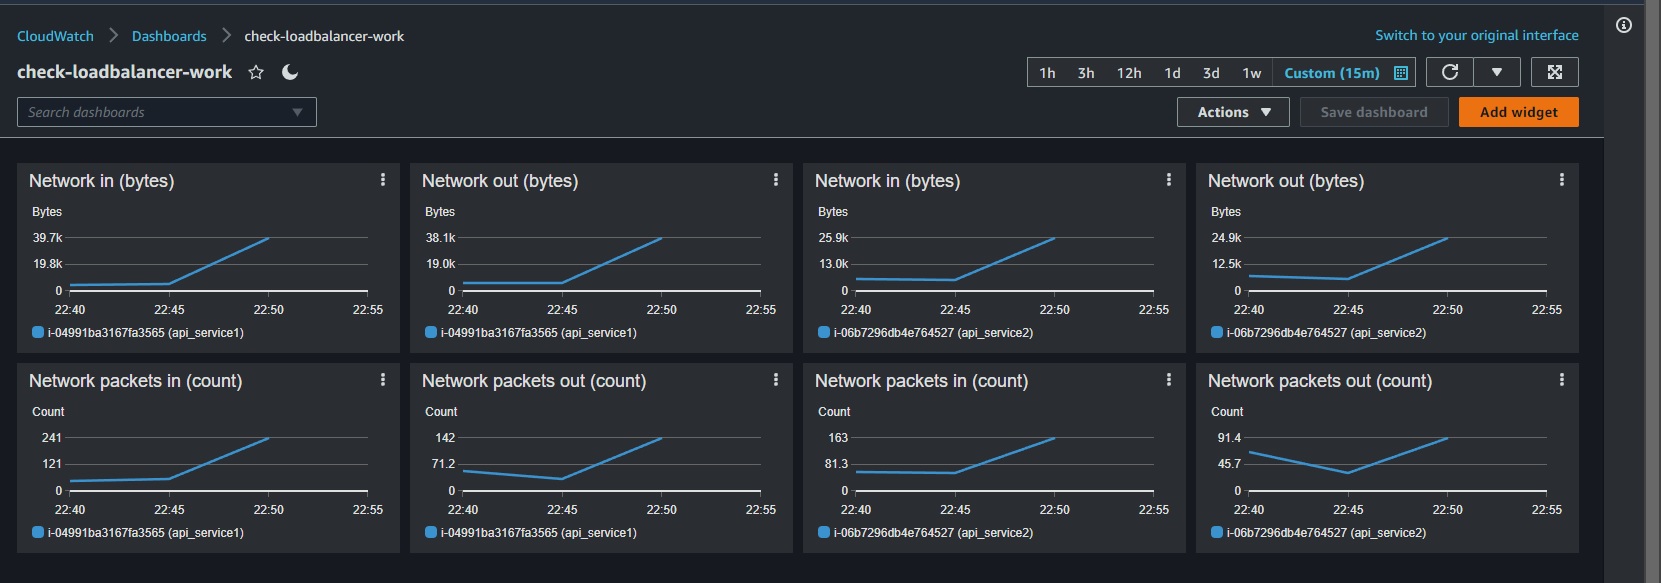 CloudWatch > Dashboards > check-loadbalancer-work
Switch to your original interface
check-loadbalancer-work
1h 3h 12h 1d 3d 1w Custom (15m)
Search dashboards
Actions
Save dashboard
Add widget
Network in (bytes)
Bytes
39.7k
19.8k
0
22:40 22:45 22:50 22:55
i-04991ba3167fa3565 (api_service1)
Network out (bytes)
Bytes
38.1k
19.0k
0
22:40 22:45 22:50 22:55
i-04991ba3167fa3565 (api_service1)
Network in (bytes)
Bytes
25.9k
13.0k
0
22:40 22:45 22:50 22:55
i-06b7296db4e764527 (api_service2)
Network out (bytes)
Bytes
24.9k
12.5k
0
22:40 22:45 22:50 22:55
i-06b7296db4e764527 (api_service2)
Network packets in (count)
Count
241
121
0
22:40 22:45 22:50 22:55
i-04991ba3167fa3565 (api_service1)
Network packets out (count)
Count
142
71.2
0
22:40 22:45 22:50 22:55
i-04991ba3167fa3565 (api_service1)
Network packets in (count)
Count
163
81.3
0
22:40 22:45 22:50 22:55
i-06b7296db4e764527 (api_service2)
Network packets out (count)
Count
91.4
45.7
0
22:40 22:45 22:50 22:55
i-06b7296db4e764527 (api_service2)